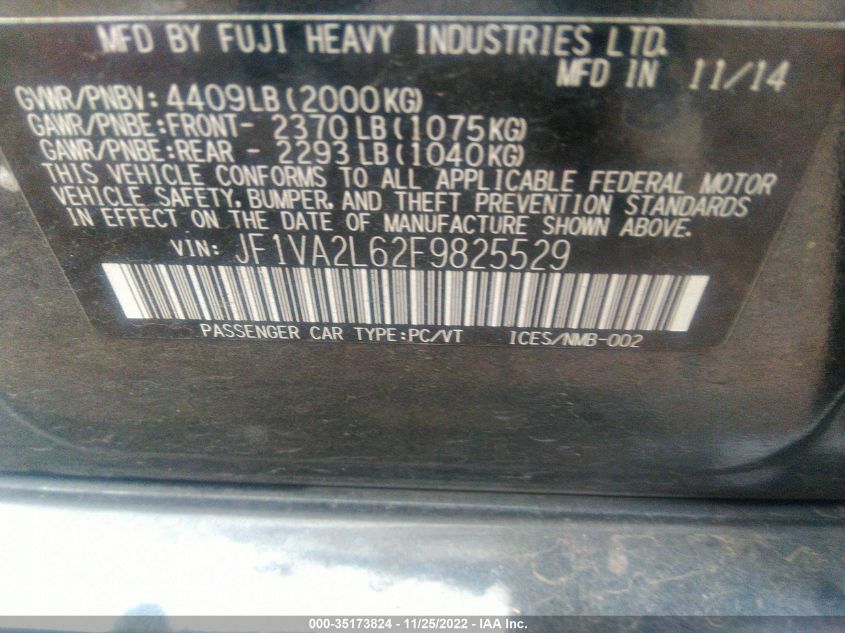 MFD BY FUJI HEAVY INDUSTRIES LTD.
MFD IN 11/14
GVWR/PNBV: 4409LB(2000KG)
GAWR/PNBE:FRONT- 2370LB(1075KG)
GAWR/PNBE:REAR - 2293LB(1040KG)
THIS VEHICLE CONFORMS TO ALL APPLICABLE FEDERAL MOTOR
VEHICLE SAFETY, BUMPER, AND THEFT PREVENTION STANDARDS
IN EFFECT ON THE DATE OF MANUFACTURE SHOWN ABOVE.
VIN: JF1VA2L62F9825529
PASSENGER CAR TYPE:PC/VT ICES/NMB-002
000-35173824 - 11/25/2022 - IAA Inc.